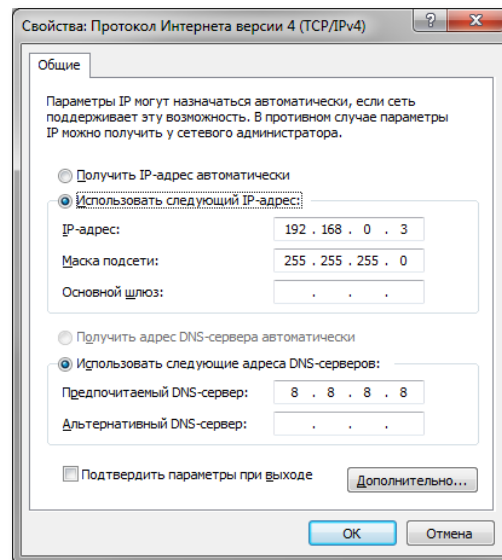 Свойства: Протокол Интернета версии 4 (TCP/IPv4)
Общие
Параметры IP могут назначаться автоматически, если сеть
поддерживает эту возможность. В противном случае параметры
IP можно получить у сетевого администратора.
Получить IP-адрес автоматически
Использовать следующий IP-адрес:
IP-адрес: 192 . 168 . 0 . 3
Маска подсети: 255 . 255 . 255 . 0
Основной шлюз: . . .
Получить адрес DNS-сервера автоматически
Использовать следующие адреса DNS-серверов:
Предпочитаемый DNS-сервер: 8 . 8 . 8 . 8
Альтернативный DNS-сервер: . . .
Подтвердить параметры при выходе
Дополнительно...
OK Отмена